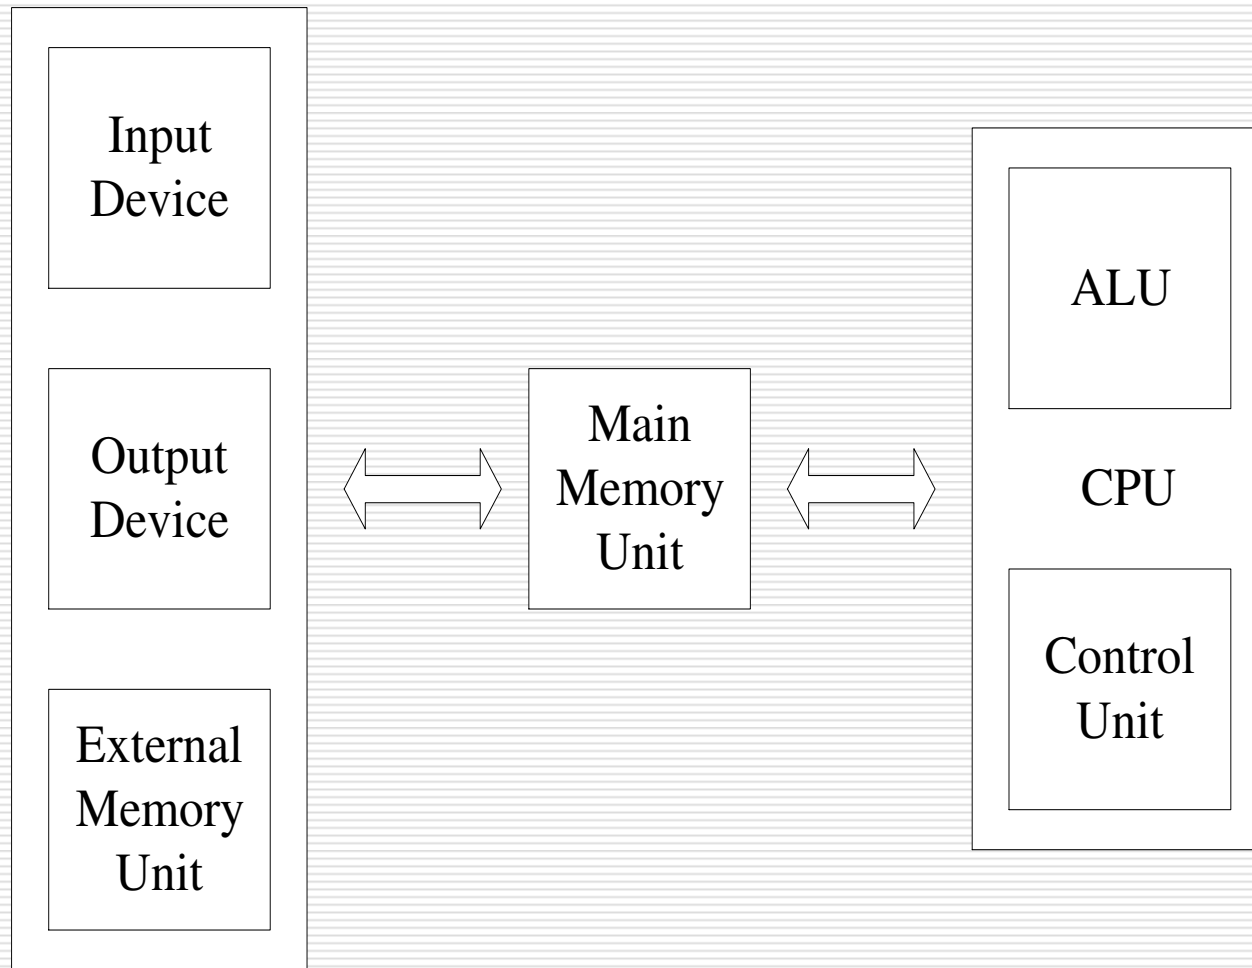 Input
Device
Output
Device
External
Memory
Unit
Main
Memory
Unit
ALU
CPU
Control
Unit